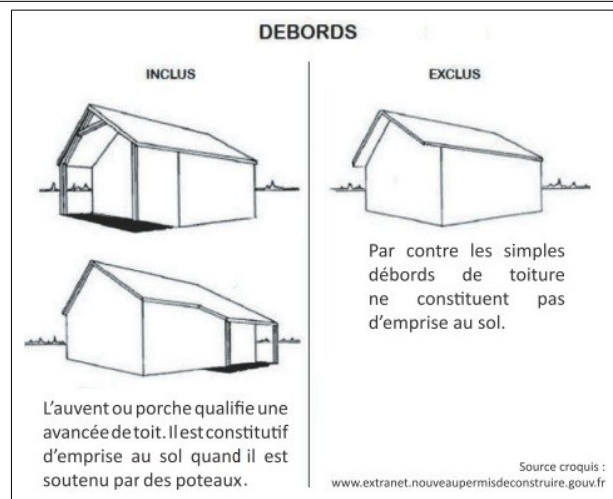 DEBORDS
INCLUS
L'auvent ou porche qualifie une
avancée de toit. Il est constitutif
d'emprise au sol quand il est
soutenu par des poteaux.
EXCLUS
Par contre les simples
débords de toiture
ne constituent pas
d'emprise au sol.
Source croquis :
www.extranet.nouveaupermisdeconstruire.gouv.fr